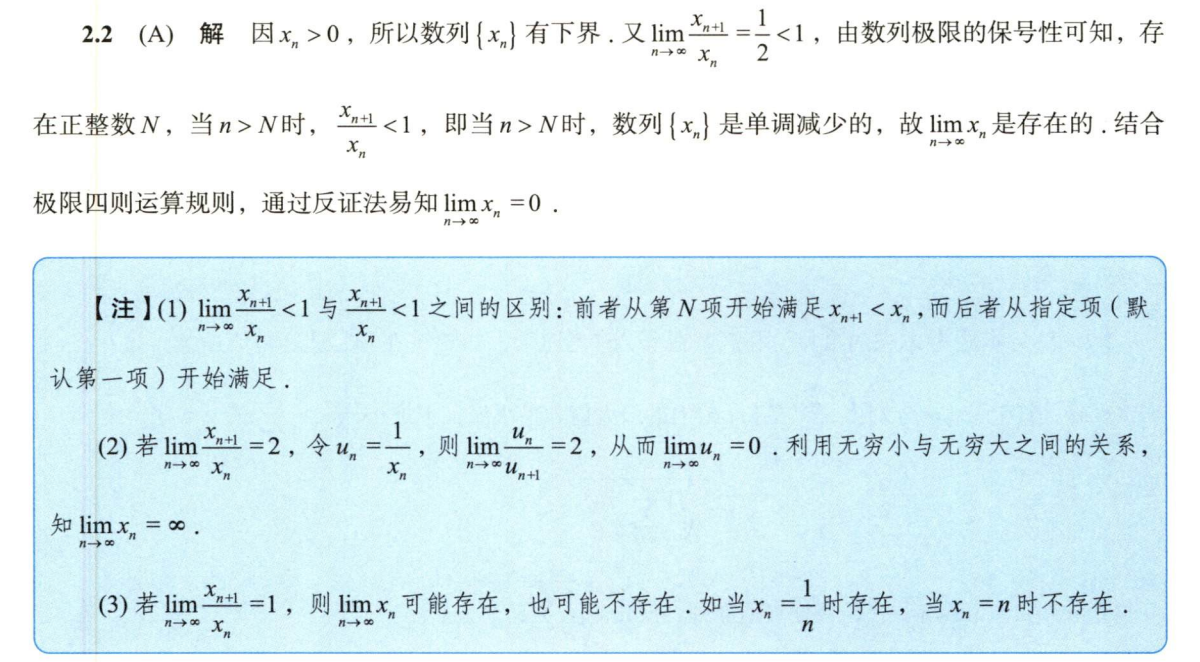 2.2 (A) 解 因 $x_n > 0$，所以数列 $\{x_n\}$ 有下界．又 $\lim\limits_{n \to \infty} \frac{x_{n+1}}{x_n} = \frac{1}{2} < 1$，由数列极限的保号性可知，存
在正整数 $N$，当 $n > N$ 时，$\frac{x_{n+1}}{x_n} < 1$，即当 $n > N$ 时，数列 $\{x_n\}$ 是单调减少的，故 $\lim\limits_{n \to \infty} x_n$ 是存在的．结合
极限四则运算规则，通过反证法易知 $\lim\limits_{n \to \infty} x_n = 0$．
【注】(1) $\lim\limits_{n \to \infty} \frac{x_{n+1}}{x_n} < 1$ 与 $\frac{x_{n+1}}{x_n} < 1$ 之间的区别：前者从第 $N$ 项开始满足 $x_{n+1} < x_n$，而后者从指定项（默
认第一项）开始满足．
(2) 若 $\lim\limits_{n \to \infty} \frac{x_{n+1}}{x_n} = 2$，令 $u_n = \frac{1}{x_n}$，则 $\lim\limits_{n \to \infty} \frac{u_n}{u_{n+1}} = 2$，从而 $\lim\limits_{n \to \infty} u_n = 0$．利用无穷小与无穷大之间的关系，
知 $\lim\limits_{n \to \infty} x_n = \infty$．
(3) 若 $\lim\limits_{n \to \infty} \frac{x_{n+1}}{x_n} = 1$，则 $\lim\limits_{n \to \infty} x_n$ 可能存在，也可能不存在．如当 $x_n = \frac{1}{n}$ 时存在，当 $x_n = n$ 时不存在．